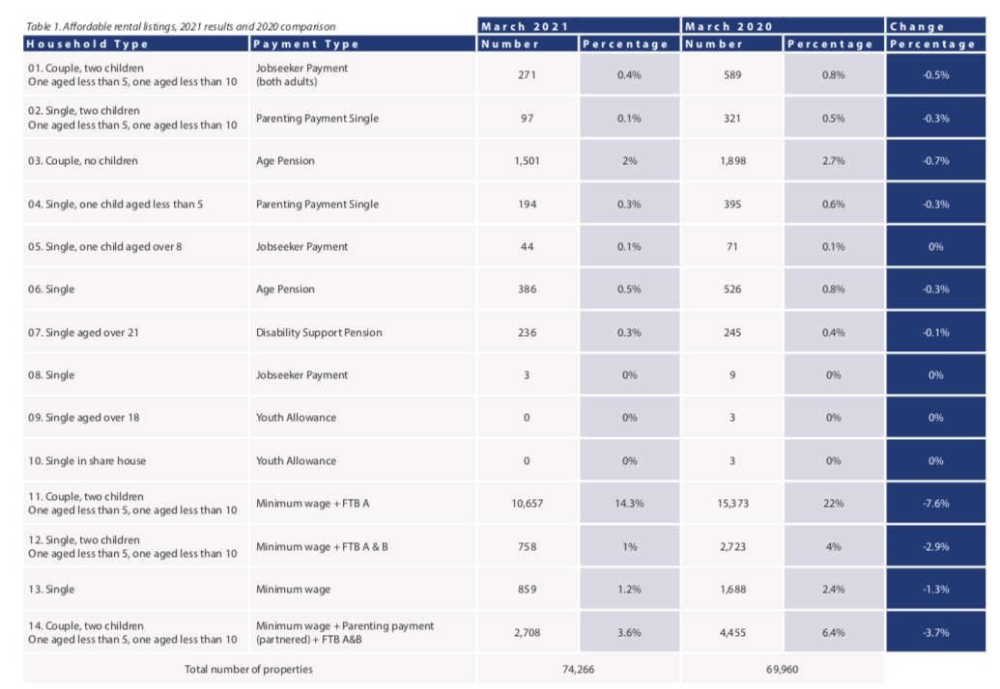 Table 1. Affordable rental listings, 2021 results and 2020 comparison March 2021 March 2020 Change
Household Type Payment Type Number Percentage Number Percentage Percentage
01. Couple, two children
One aged less than 5, one aged less than 10 Jobseeker Payment
(both adults) 271 0.4% 589 0.8% -0.5%
02. Single, two children
One aged less than 5, one aged less than 10 Parenting Payment Single 97 0.1% 321 0.5% -0.3%
03. Couple, no children Age Pension 1,501 2% 1,898 2.7% -0.7%
04. Single, one child aged less than 5 Parenting Payment Single 194 0.3% 395 0.6% -0.3%
05. Single, one child aged over 8 Jobseeker Payment 44 0.1% 71 0.1% 0%
06. Single Age Pension 386 0.5% 526 0.8% -0.3%
07. Single aged over 21 Disability Support Pension 236 0.3% 245 0.4% -0.1%
08. Single Jobseeker Payment 3 0% 9 0% 0%
09. Single aged over 18 Youth Allowance 0 0% 3 0% 0%
10. Single in share house Youth Allowance 0 0% 3 0% 0%
11. Couple, two children
One aged less than 5, one aged less than 10 Minimum wage + FTB A 10,657 14.3% 15,373 22% -7.6%
12. Single, two children
One aged less than 5, one aged less than 10 Minimum wage + FTB A & B 758 1% 2,723 4% -2.9%
13. Single Minimum wage 859 1.2% 1,688 2.4% -1.3%
14. Couple, two children
One aged less than 5, one aged less than 10 Minimum wage + Parenting payment
(partnered) + FTB A&B 2,708 3.6% 4,455 6.4% -3.7%
Total number of properties 74,266 69,960